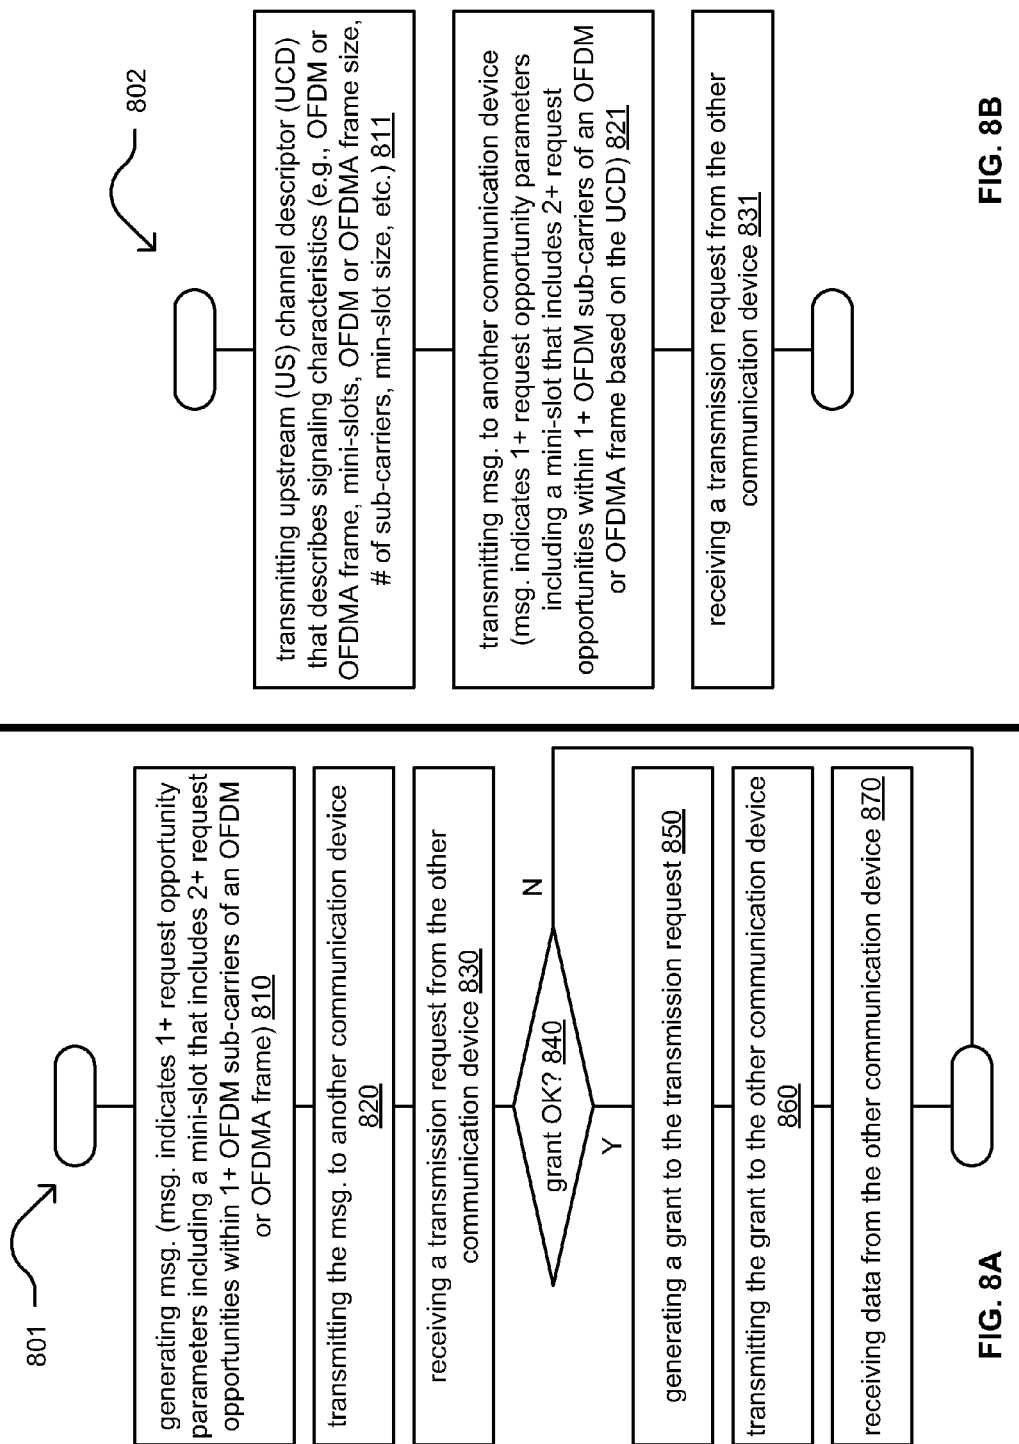 801
generating msg. (msg. indicates 1+ request opportunity
parameters including a mini-slot that includes 2+ request
opportunities within 1+ OFDM sub-carriers of an OFDM
or OFDMA frame) 810
transmitting the msg. to another communication device
820
receiving a transmission request from the other
communication device 830
grant OK? 840
N
Y
generating a grant to the transmission request 850
transmitting the grant to the other communication device
860
receiving data from the other communication device 870
FIG. 8A
802
transmitting upstream (US) channel descriptor (UCD)
that describes signaling characteristics (e.g., OFDM or
OFDMA frame, mini-slots, OFDM or OFDMA frame size,
# of sub-carriers, min-slot size, etc.) 811
transmitting msg. to another communication device
(msg. indicates 1+ request opportunity parameters
including a mini-slot that includes 2+ request
opportunities within 1+ OFDM sub-carriers of an OFDM
or OFDMA frame based on the UCD) 821
receiving a transmission request from the other
communication device 831
FIG. 8B